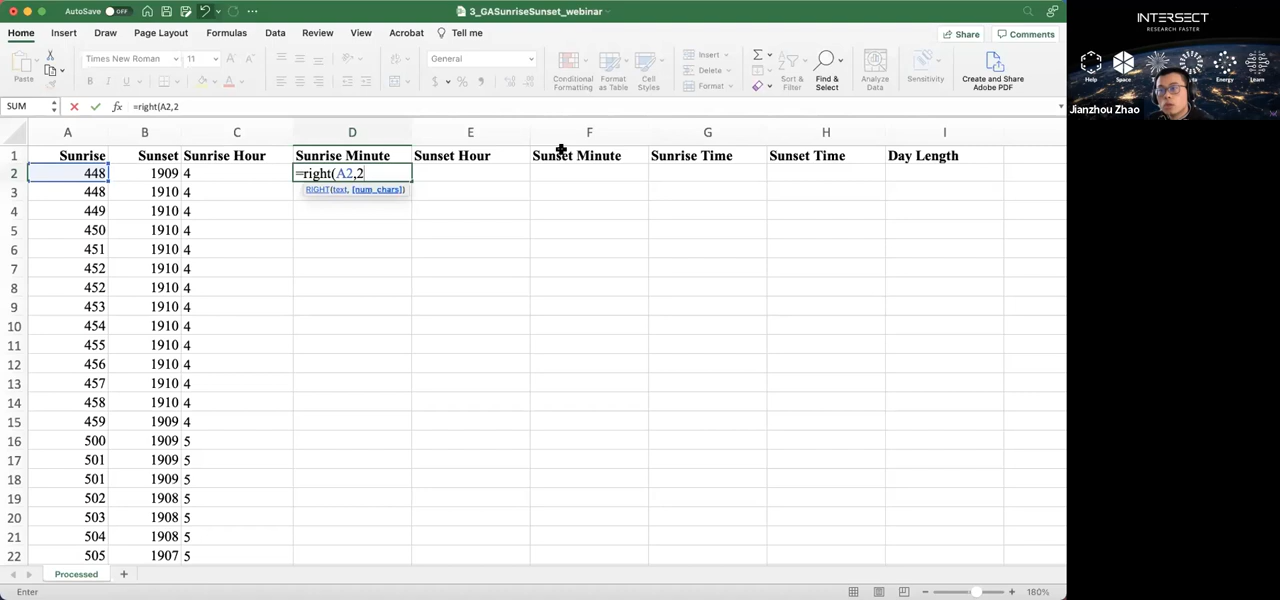 AutoSave OFF
3_GASunriseSunset_webinar
Home Insert Draw Page Layout Formulas Data Review View Acrobat Tell me
Share Comments
Paste
Times New Roman 11
General
Conditional Formatting
Format as Table
Cell Styles
Insert
Delete
Format
Sort & Filter
Find & Select
Analyze Data
Sensitivity
Create and Share Adobe PDF
SUM fx =right(A2,2
A B C D E F G H I
1 Sunrise Sunset Sunrise Hour Sunrise Minute Sunset Hour Sunset Minute Sunrise Time Sunset Time Day Length
2 448 1909 4 =right(A2,2
RIGHT(text, [num_chars])
3 448 1910 4
4 449 1910 4
5 450 1910 4
6 451 1910 4
7 452 1910 4
8 452 1910 4
9 453 1910 4
10 454 1910 4
11 455 1910 4
12 456 1910 4
13 457 1910 4
14 458 1910 4
15 459 1909 4
16 500 1909 5
17 501 1909 5
18 501 1909 5
19 502 1908 5
20 503 1908 5
21 504 1908 5
22 505 1907 5
Processed
Enter
180%
INTERSECT
RESEARCH FASTER
Help Space Energy Learn
Jianzhou Zhao